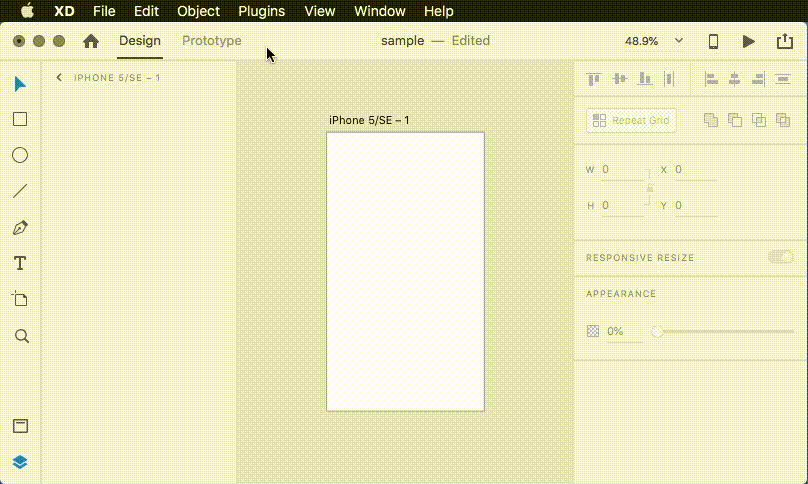 XD File Edit Object Plugins View Window Help
Design Prototype sample — Edited 48.9%
IPHONE 5/SE – 1
iPhone 5/SE – 1
Repeat Grid
W 0 X 0
H 0 Y 0
RESPONSIVE RESIZE
APPEARANCE
0%